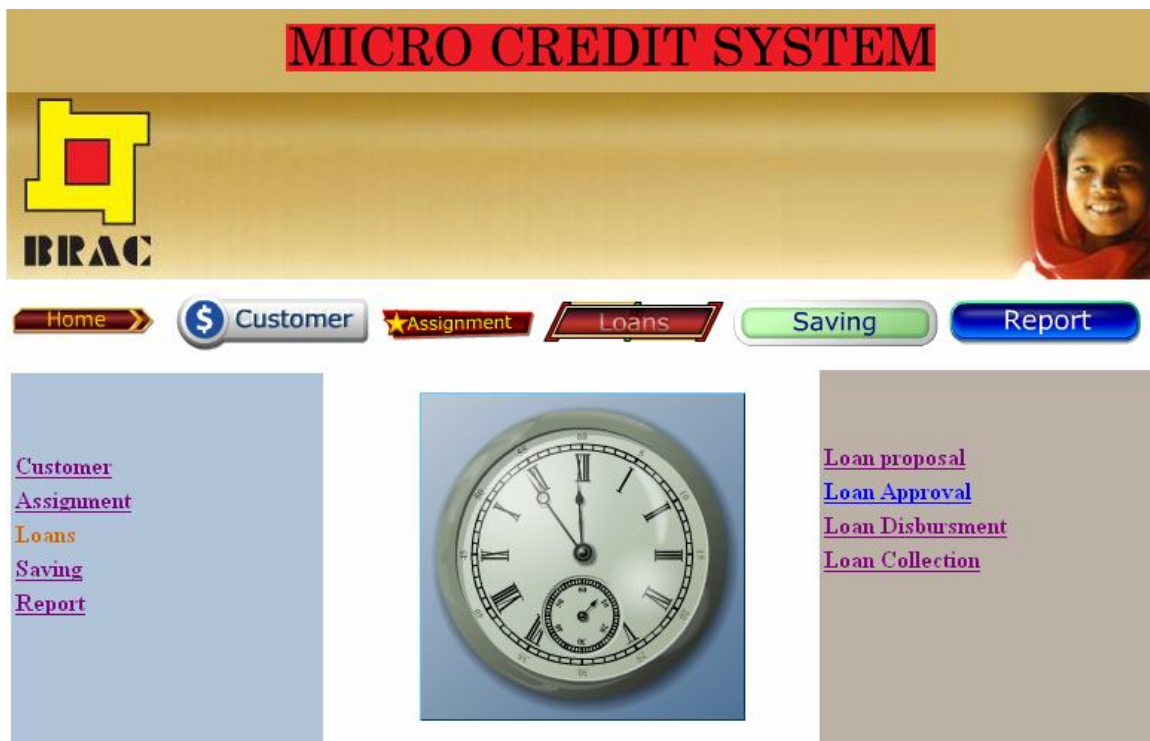 MICRO CREDIT SYSTEM
BRAC
Home
Customer
Assignment
Loans
Saving
Report
Customer
Assignment
Loans
Saving
Report
Loan proposal
Loan Approval
Loan Disbursment
Loan Collection